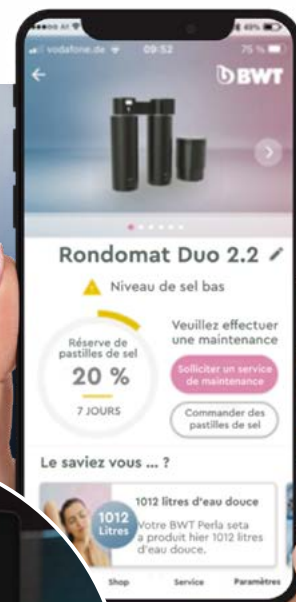 vodafone.de 09:52 75 %
BWT
Rondomat Duo 2.2
Niveau de sel bas
Réserve de
pastilles de sel
20 %
7 JOURS
Veuillez effectuer
une maintenance
Solliciter un service
de maintenance
Commander des
pastilles de sel
Le saviez vous ... ?
1012
Litres
1012 litres d'eau douce
Votre BWT Perla seta
a produit hier 1012 litres
d'eau douce.
Shop Service Paramètres